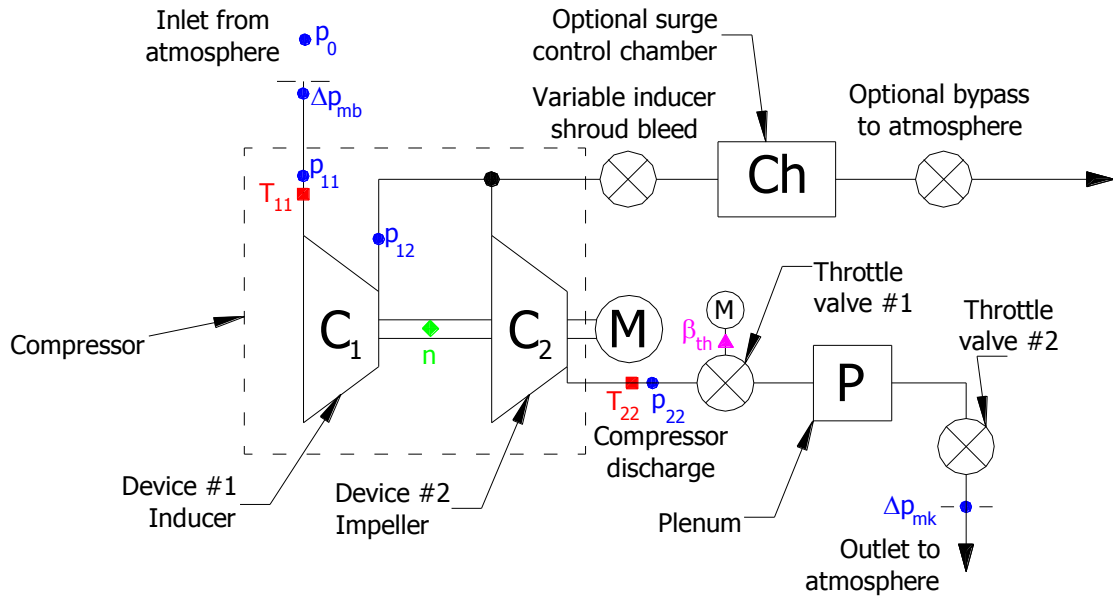 Inlet from
atmosphere
p0
Δpmb
p11
T11
p12
Optional surge
control chamber
Variable inducer
shroud bleed
Optional bypass
to atmosphere
Ch
Compressor
C1
n
C2
M
M
βth
Throttle
valve #1
Throttle
valve #2
T22
p22
P
Compressor
discharge
Device #1
Inducer
Device #2
Impeller
Plenum
Δpmk
Outlet to
atmosphere